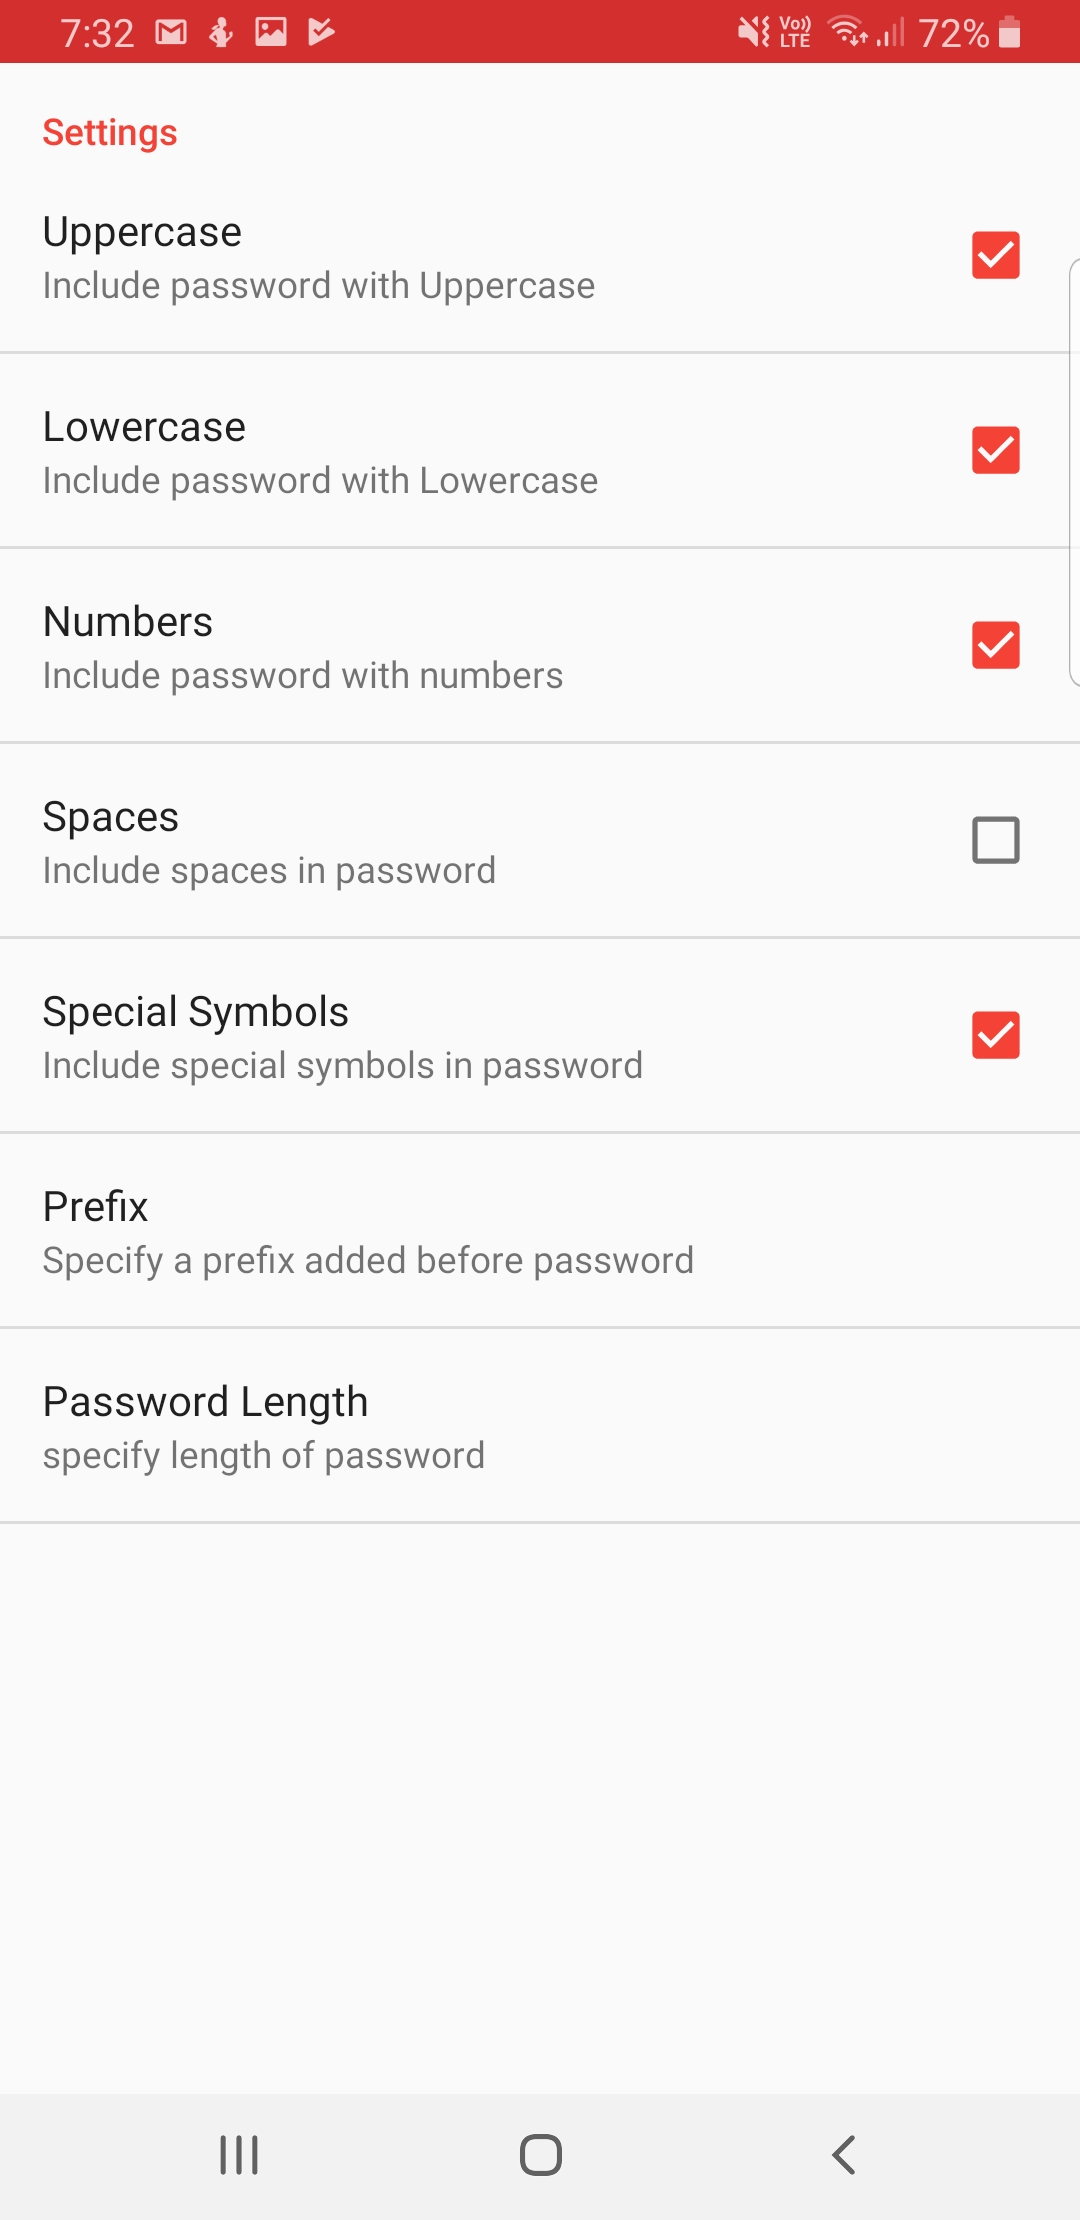 7:32 Vo)) LTE 72%
Settings
Uppercase
Include password with Uppercase
Lowercase
Include password with Lowercase
Numbers
Include password with numbers
Spaces
Include spaces in password
Special Symbols
Include special symbols in password
Prefix
Specify a prefix added before password
Password Length
specify length of password